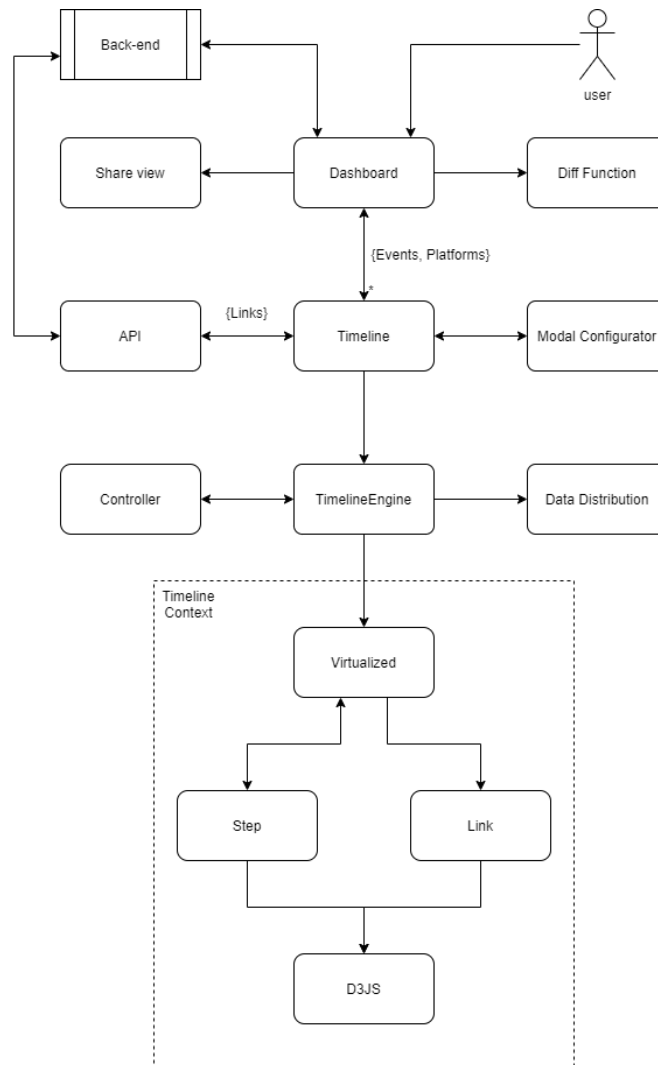 Back-end
user
Share view
Dashboard
Diff Function
{Events, Platforms}
*
API
{Links}
Timeline
Modal Configurator
Controller
TimelineEngine
Data Distribution
Timeline
Context
Virtualized
Step
Link
D3JS